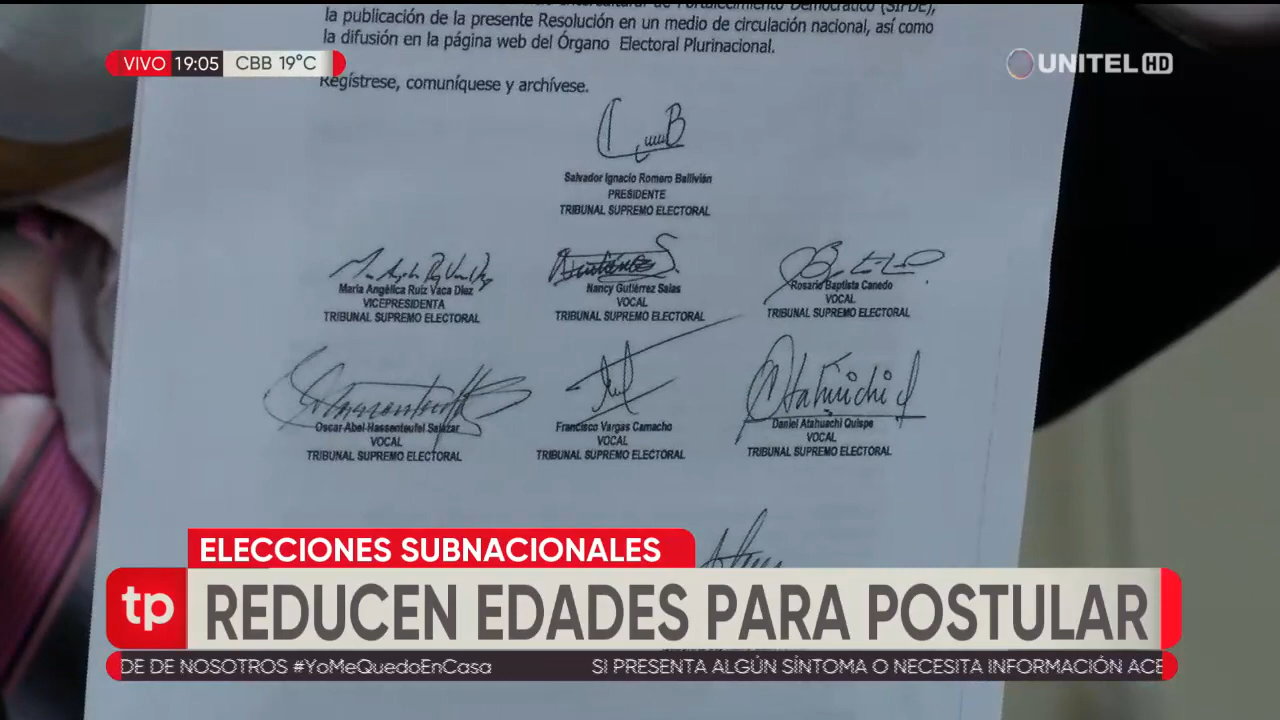 la publicación de la presente Resolución en un medio de circulación nacional, así como
la difusión en la página web del Órgano Electoral Plurinacional.
VIVO 19:05 CBB 19°C
UNITEL HD
Regístrese, comuníquese y archívese.
Salvador Ignacio Romero Ballivián
PRESIDENTE
TRIBUNAL SUPREMO ELECTORAL
María Angélica Ruiz Vaca Diez
VICEPRESIDENTA
TRIBUNAL SUPREMO ELECTORAL
Nancy Gutiérrez Salas
VOCAL
TRIBUNAL SUPREMO ELECTORAL
Rosario Baptista Canedo
VOCAL
TRIBUNAL SUPREMO ELECTORAL
Oscar Abel Hassenteufel Salazar
VOCAL
TRIBUNAL SUPREMO ELECTORAL
Francisco Vargas Camacho
VOCAL
TRIBUNAL SUPREMO ELECTORAL
Daniel Atahuachi Quispe
VOCAL
TRIBUNAL SUPREMO ELECTORAL
ELECCIONES SUBNACIONALES
tp REDUCEN EDADES PARA POSTULAR
DE DE NOSOTROS #YoMeQuedoEnCasa SI PRESENTA ALGÚN SÍNTOMA O NECESITA INFORMACIÓN ACE